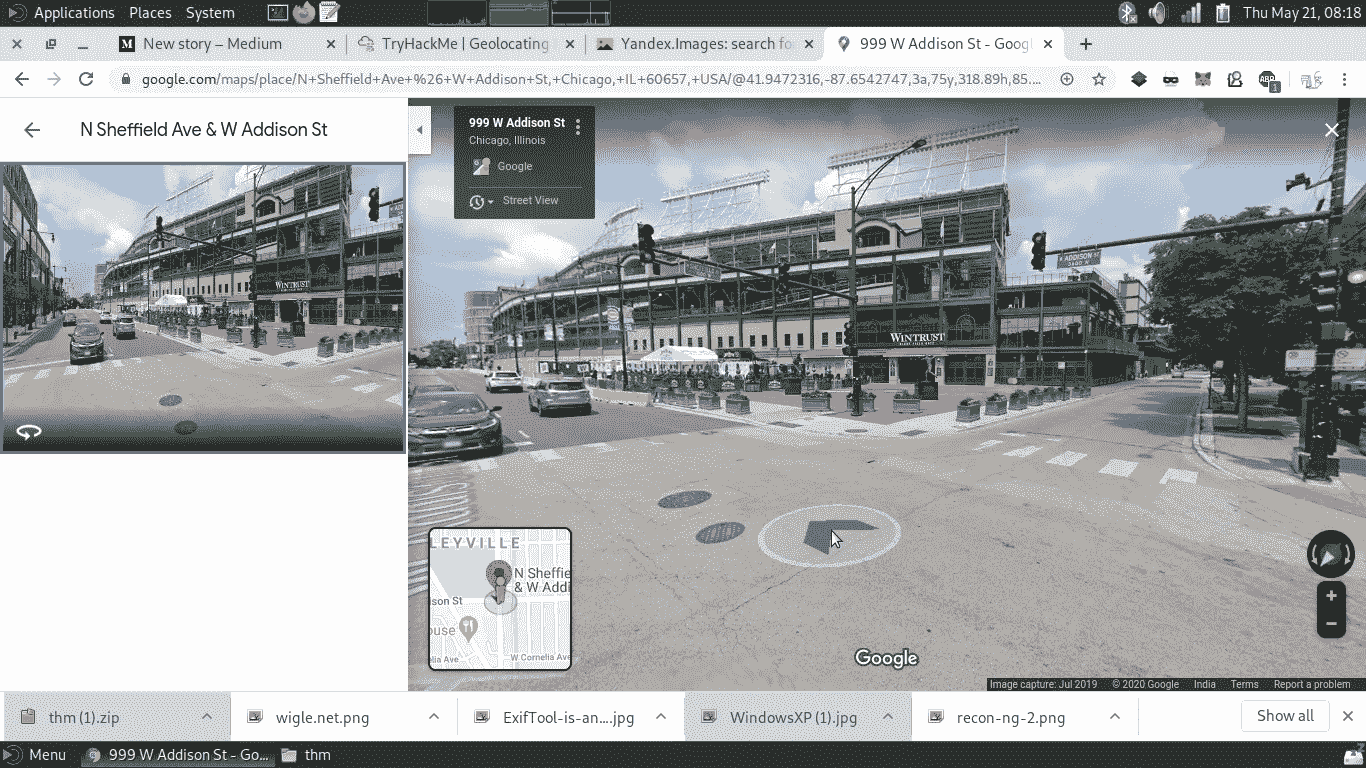 Applications Places System Thu May 21, 08:18
New story – Medium TryHackMe | Geolocating Yandex.Images: search fo 999 W Addison St - Googl
google.com/maps/place/N+Sheffield+Ave+%26+W+Addison+St,+Chicago,+IL+60657,+USA/@41.9472316,-87.6542747,3a,75y,318.89h,85.... ABP 1
N Sheffield Ave & W Addison St
999 W Addison St
Chicago, Illinois
Google
Street View
WINTRUST
ADDISON ST
WINTRUST
LEYVILLE
N Sheffie
& W Addi
son St
ouse
lia Ave
W Cornelia Ave
Google
Image capture: Jul 2019 © 2020 Google India Terms Report a problem
thm (1).zip wigle.net.png ExifTool-is-an....jpg WindowsXP (1).jpg recon-ng-2.png Show all
Menu 999 W Addison St - Go... thm